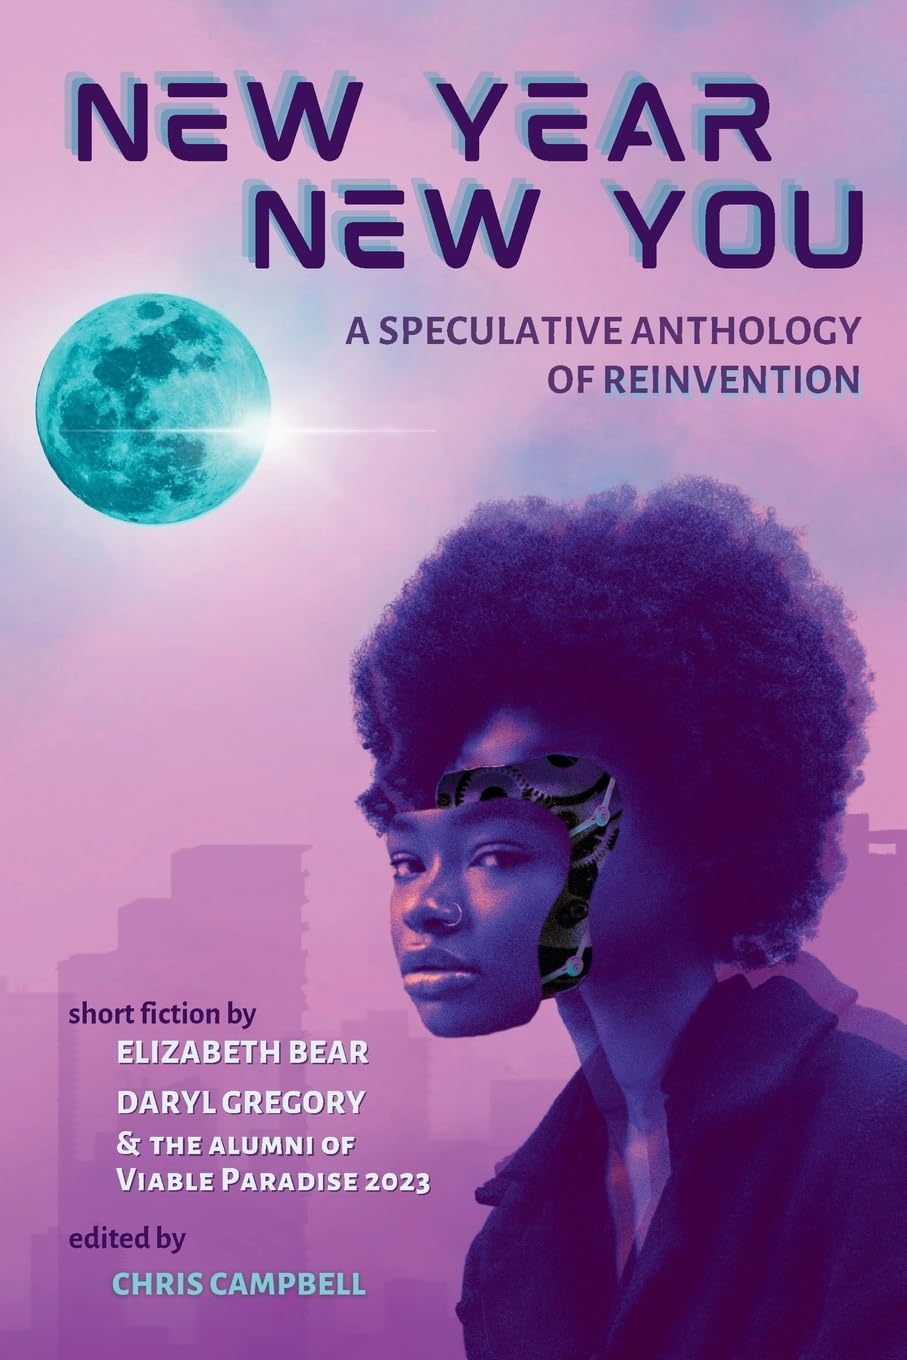 NEW YEAR
NEW YOU
A SPECULATIVE ANTHOLOGY
OF REINVENTION
short fiction by
ELIZABETH BEAR
DARYL GREGORY
& THE ALUMNI OF
VIABLE PARADISE 2023
edited by
CHRIS CAMPBELL